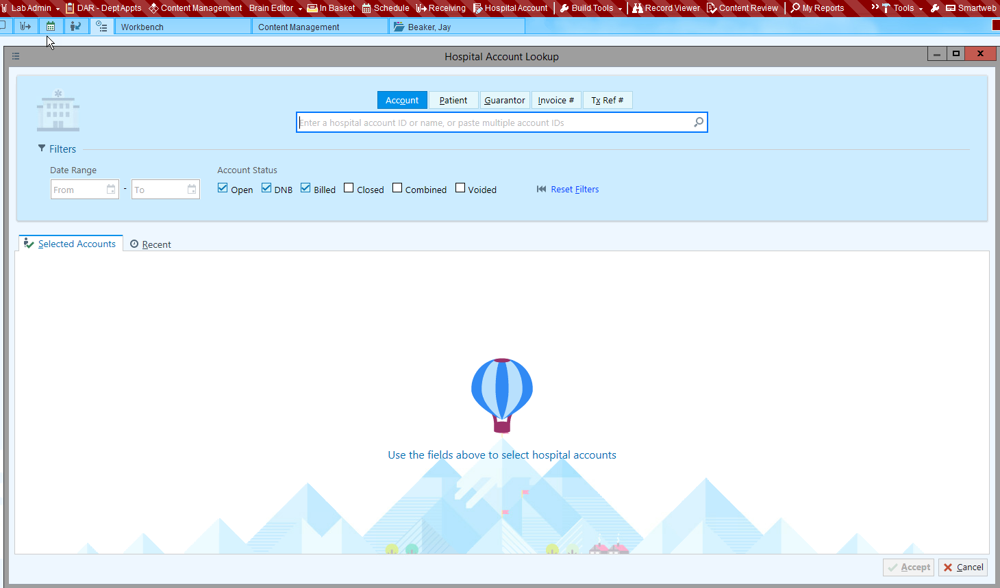 Lab Admin DAR - Dept Appts Content Management Brain Editor In Basket Schedule Receiving Hospital Account Build Tools Record Viewer Content Review My Reports Tools Smartweb
Workbench Content Management Beaker, Jay
Hospital Account Lookup
Account Patient Guarantor Invoice # Tx Ref #
Enter a hospital account ID or name, or paste multiple account IDs
Filters
Date Range Account Status
From - To Open DNB Billed Closed Combined Voided Reset Filters
Selected Accounts Recent
Use the fields above to select hospital accounts
Accept Cancel